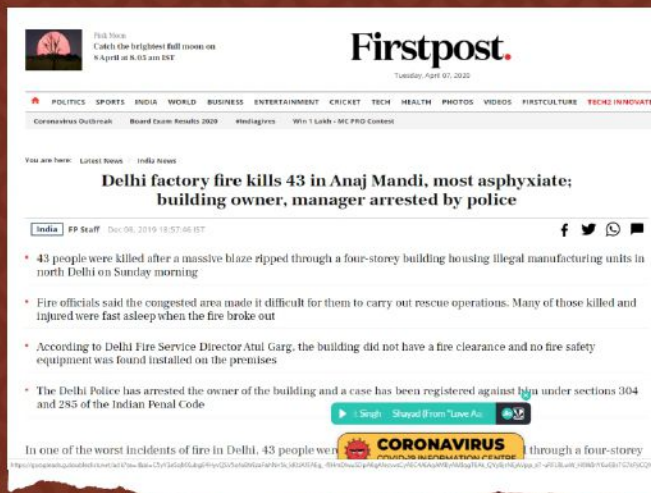 Pink Moon
Catch the brightest full moon on
8 April at 8.05 am IST
Firstpost.
Tuesday, April 07, 2020
POLITICS SPORTS INDIA WORLD BUSINESS ENTERTAINMENT CRICKET TECH HEALTH PHOTOS VIDEOS FIRSTCULTURE TECH2 INNOVATE
Coronavirus Outbreak Board Exam Results 2020 #Indiagives Win 1 Lakh - MC PRO Contest
You are here: Latest News India News
Delhi factory fire kills 43 in Anaj Mandi, most asphyxiate;
building owner, manager arrested by police
India FP Staff Dec 08, 2019 18:57:46 IST
43 people were killed after a massive blaze ripped through a four-storey building housing illegal manufacturing units in
north Delhi on Sunday morning
Fire officials said the congested area made it difficult for them to carry out rescue operations. Many of those killed and
injured were fast asleep when the fire broke out
According to Delhi Fire Service Director Atul Garg, the building did not have a fire clearance and no fire safety
equipment was found installed on the premises
The Delhi Police has arrested the owner of the building and a case has been registered against him under sections 304
and 285 of the Indian Penal Code
Singh Shayad (From "Love Aa
In one of the worst incidents of fire in Delhi, 43 people were through a four-storey
CORONAVIRUS
COVID-19 INFORMATION CENTRE